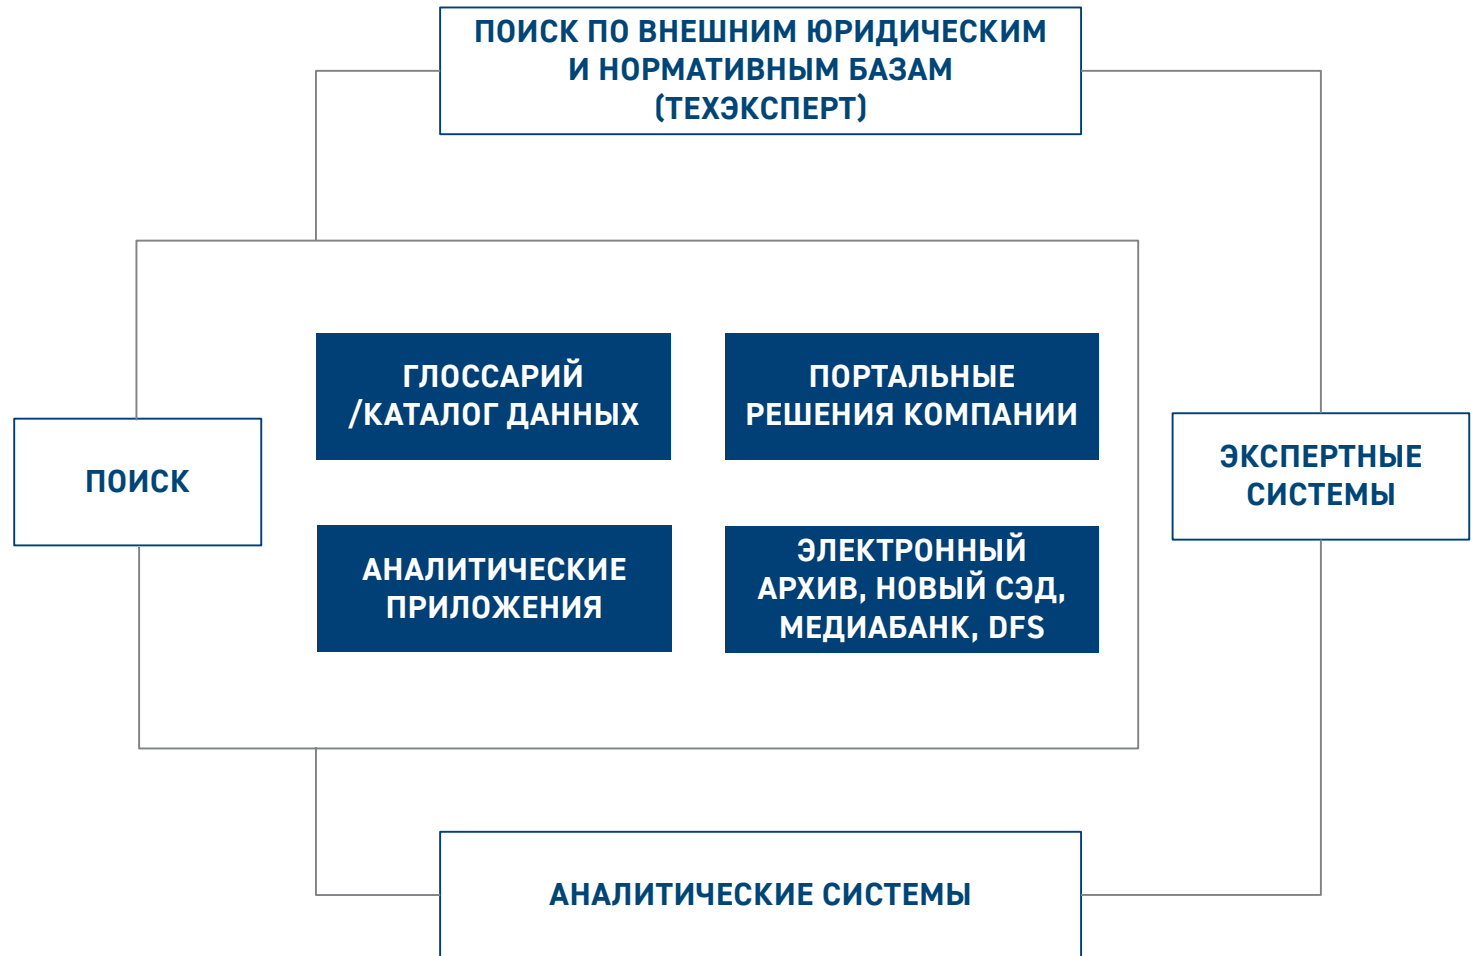 ПОИСК ПО ВНЕШНИМ ЮРИДИЧЕСКИМ
И НОРМАТИВНЫМ БАЗАМ
(ТЕХЭКСПЕРТ)
ГЛОССАРИЙ
/КАТАЛОГ ДАННЫХ
ПОРТАЛЬНЫЕ
РЕШЕНИЯ КОМПАНИИ
ПОИСК
ЭКСПЕРТНЫЕ
СИСТЕМЫ
АНАЛИТИЧЕСКИЕ
ПРИЛОЖЕНИЯ
ЭЛЕКТРОННЫЙ
АРХИВ, НОВЫЙ СЭД,
МЕДИАБАНК, DFS
АНАЛИТИЧЕСКИЕ СИСТЕМЫ